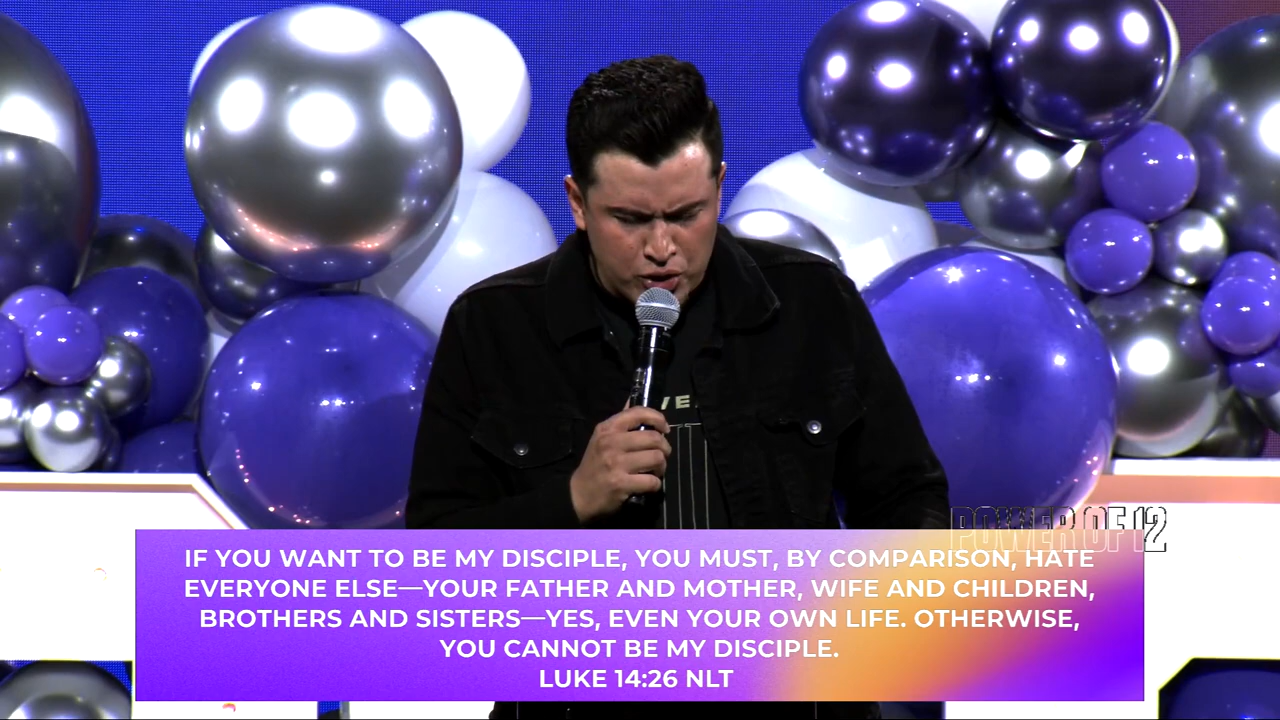 VE
POWER OF 12
IF YOU WANT TO BE MY DISCIPLE, YOU MUST, BY COMPARISON, HATE
EVERYONE ELSE—YOUR FATHER AND MOTHER, WIFE AND CHILDREN,
BROTHERS AND SISTERS—YES, EVEN YOUR OWN LIFE. OTHERWISE,
YOU CANNOT BE MY DISCIPLE.
LUKE 14:26 NLT